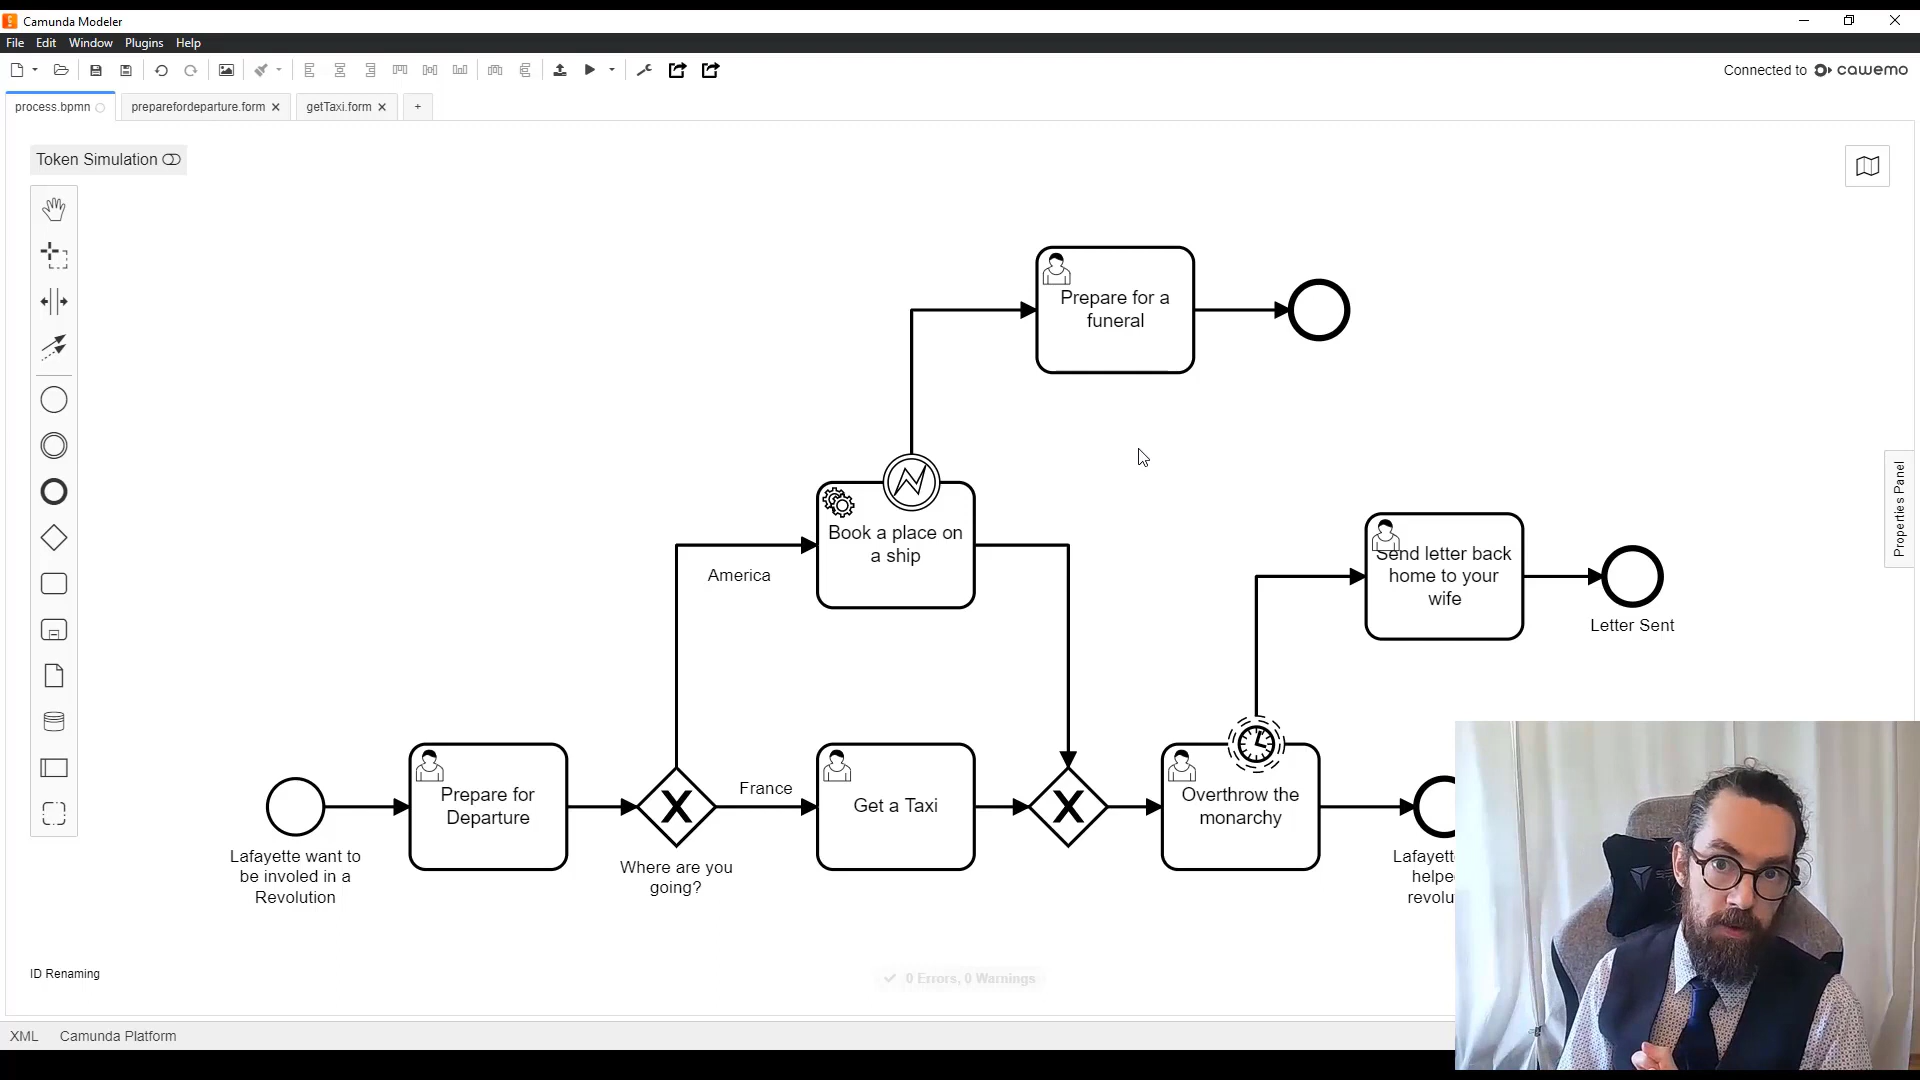 Camunda Modeler
File Edit Window Plugins Help
Connected to cawemo
process.bpmn preparefordeparture.form getTaxi.form +
Token Simulation
Prepare for a
funeral
Properties Panel
Book a place on
a ship
America
Send letter back
home to your
wife
Letter Sent
Prepare for
Departure
France
Get a Taxi
Overthrow the
monarchy
Lafayette want to
be involed in a
Revolution
Where are you
going?
Lafayett
helpe
revolu
ID Renaming
0 Errors, 0 Warnings
XML Camunda Platform